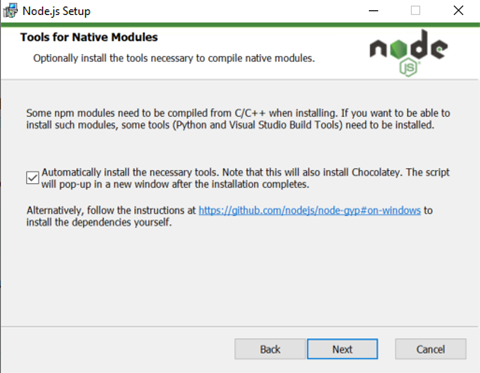 Node.js Setup
Tools for Native Modules
Optionally install the tools necessary to compile native modules.
node
JS
Some npm modules need to be compiled from C/C++ when installing. If you want to be able to
install such modules, some tools (Python and Visual Studio Build Tools) need to be installed.
Automatically install the necessary tools. Note that this will also install Chocolatey. The script
will pop-up in a new window after the installation completes.
Alternatively, follow the instructions at https://github.com/nodejs/node-gyp#on-windows to
install the dependencies yourself.
Back
Next
Cancel